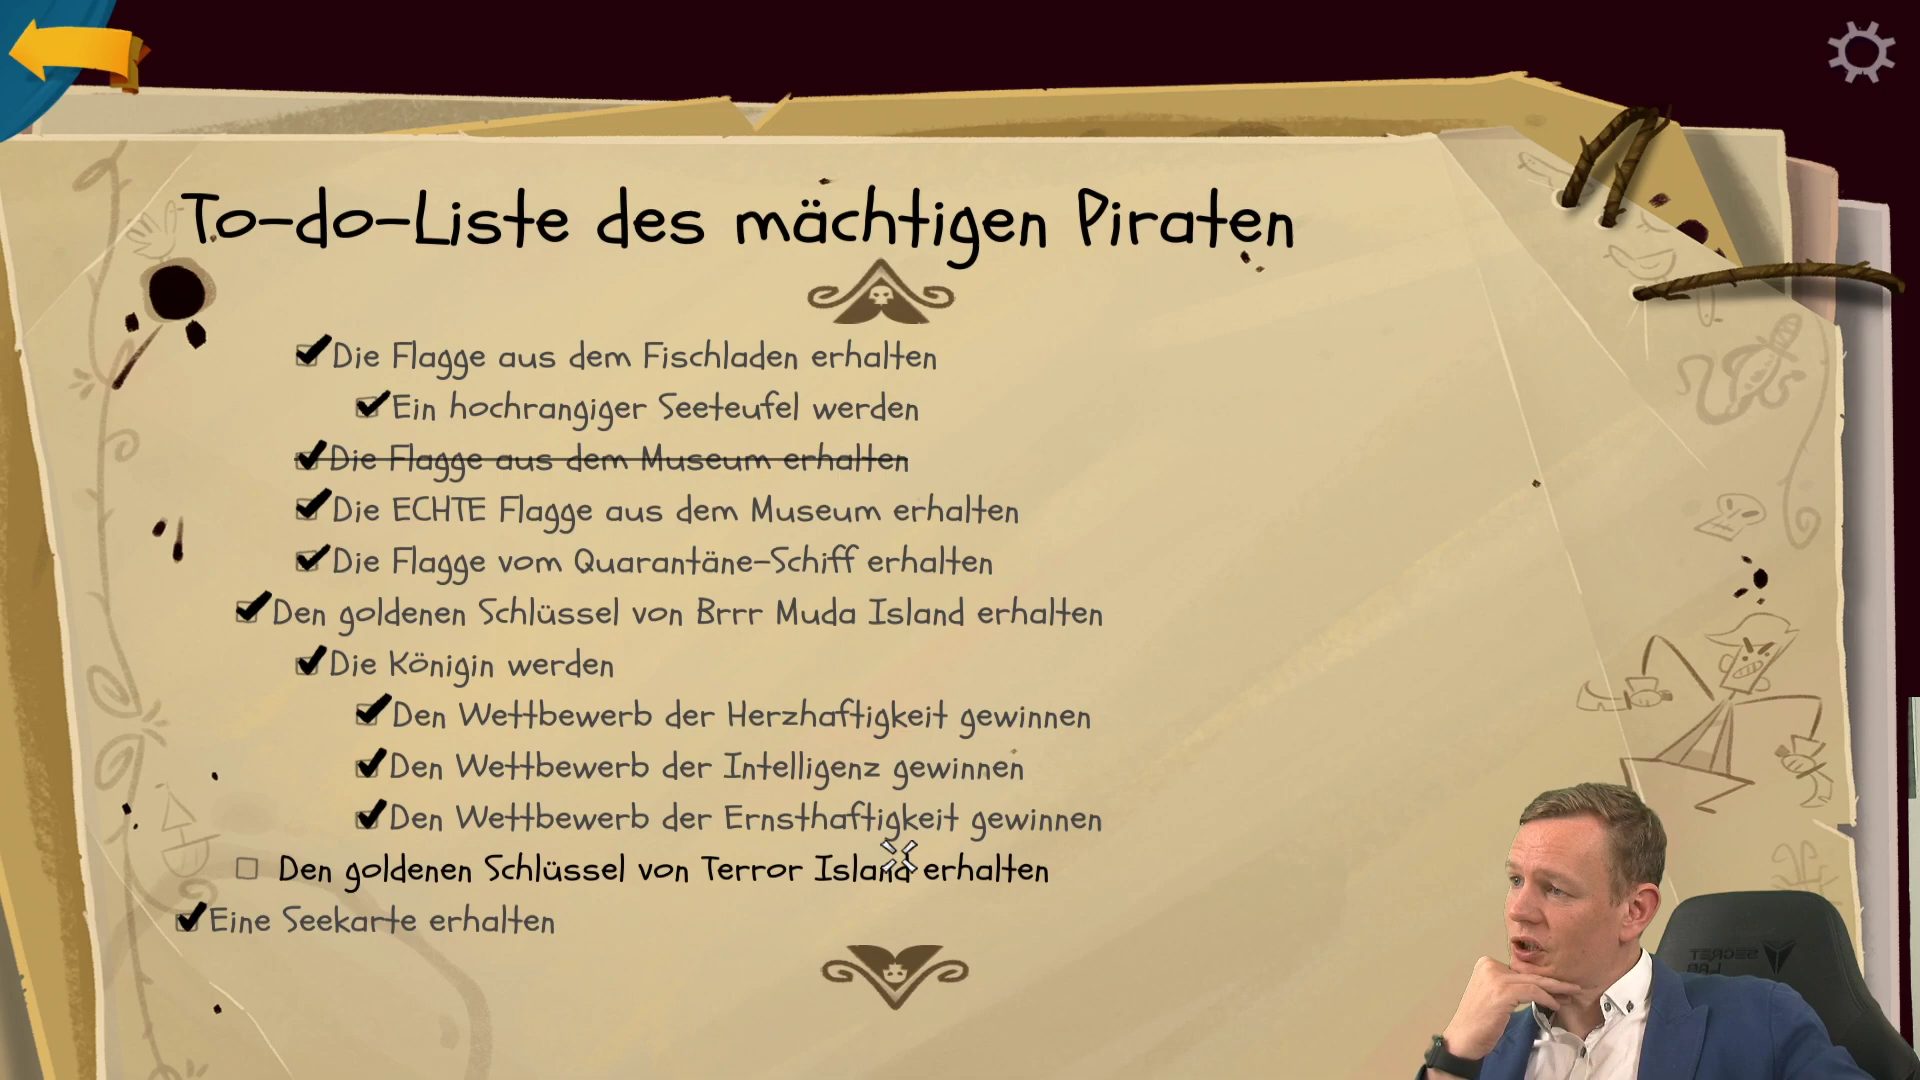 To-do-Liste des mächtigen Piraten
Die Flagge aus dem Fischladen erhalten
Ein hochrangiger Seeteufel werden
Die Flagge aus dem Museum erhalten
Die ECHTE Flagge aus dem Museum erhalten
Die Flagge vom Quarantäne-Schiff erhalten
Den goldenen Schlüssel von Brrr Muda Island erhalten
Die Königin werden
Den Wettbewerb der Herzhaftigkeit gewinnen
Den Wettbewerb der Intelligenz gewinnen
Den Wettbewerb der Ernsthaftigkeit gewinnen
Den goldenen Schlüssel von Terror Island erhalten
Eine Seekarte erhalten
SECRET
LAB